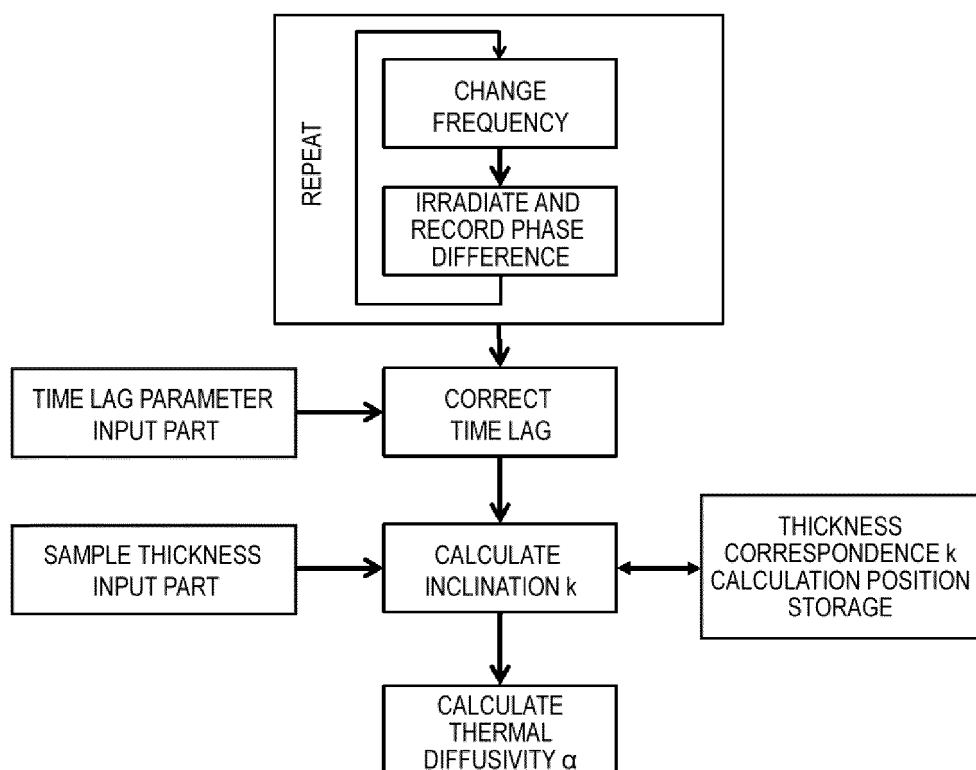 REPEAT
CHANGE
FREQUENCY
IRRADIATE AND
RECORD PHASE
DIFFERENCE
TIME LAG PARAMETER
INPUT PART
CORRECT
TIME LAG
SAMPLE THICKNESS
INPUT PART
CALCULATE
INCLINATION k
THICKNESS
CORRESPONDENCE k
CALCULATION POSITION
STORAGE
CALCULATE
THERMAL
DIFFUSIVITY α